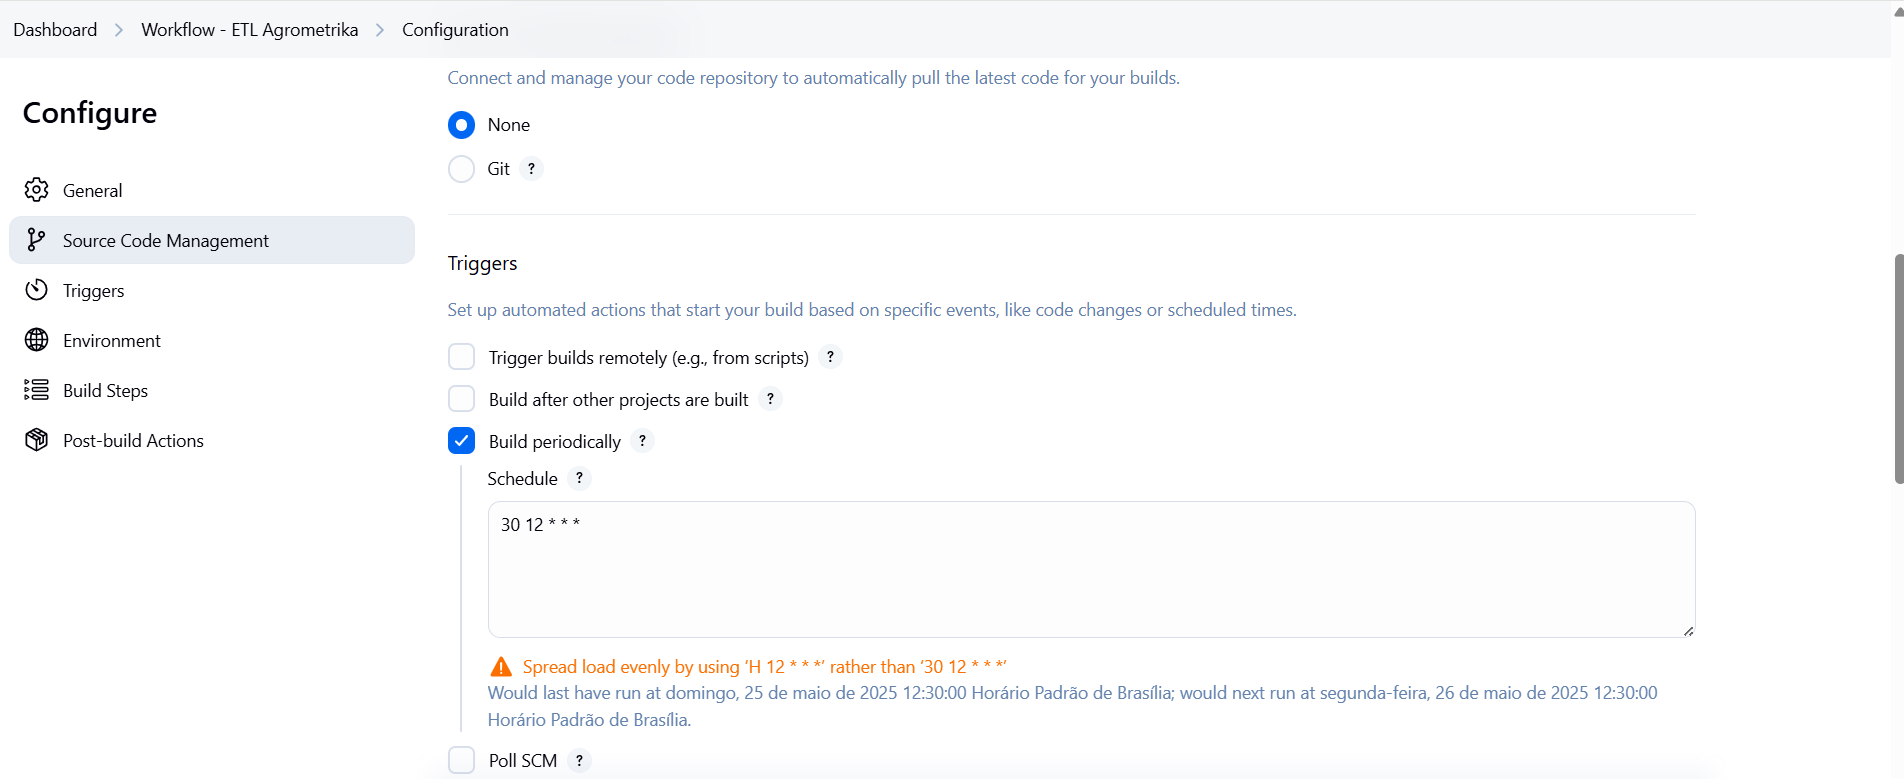 Dashboard > Workflow - ETL Agrometrika > Configuration
Configure
General
Source Code Management
Triggers
Environment
Build Steps
Post-build Actions
Connect and manage your code repository to automatically pull the latest code for your builds.
None
Git ?
Triggers
Set up automated actions that start your build based on specific events, like code changes or scheduled times.
Trigger builds remotely (e.g., from scripts) ?
Build after other projects are built ?
Build periodically ?
Schedule ?
30 12 * * *
Spread load evenly by using ‘H 12 * * *’ rather than ‘30 12 * * *’
Would last have run at domingo, 25 de maio de 2025 12:30:00 Horário Padrão de Brasília; would next run at segunda-feira, 26 de maio de 2025 12:30:00
Horário Padrão de Brasília.
Poll SCM ?